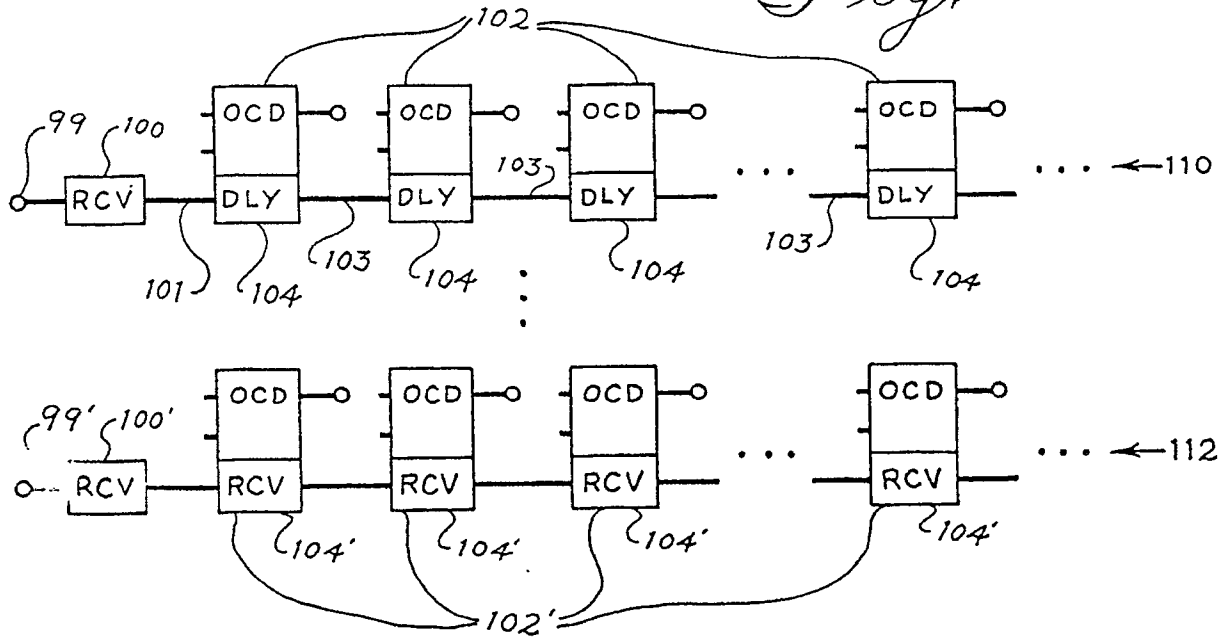 102
OCD OCD OCD OCD
99 100 103 ... ... 110
RCV DLY DLY DLY DLY
103 103
101 104 104 104 104
OCD OCD OCD OCD
99' 100' ... ... 112
RCV RCV RCV RCV RCV
104' 104' 104' 104'
102'